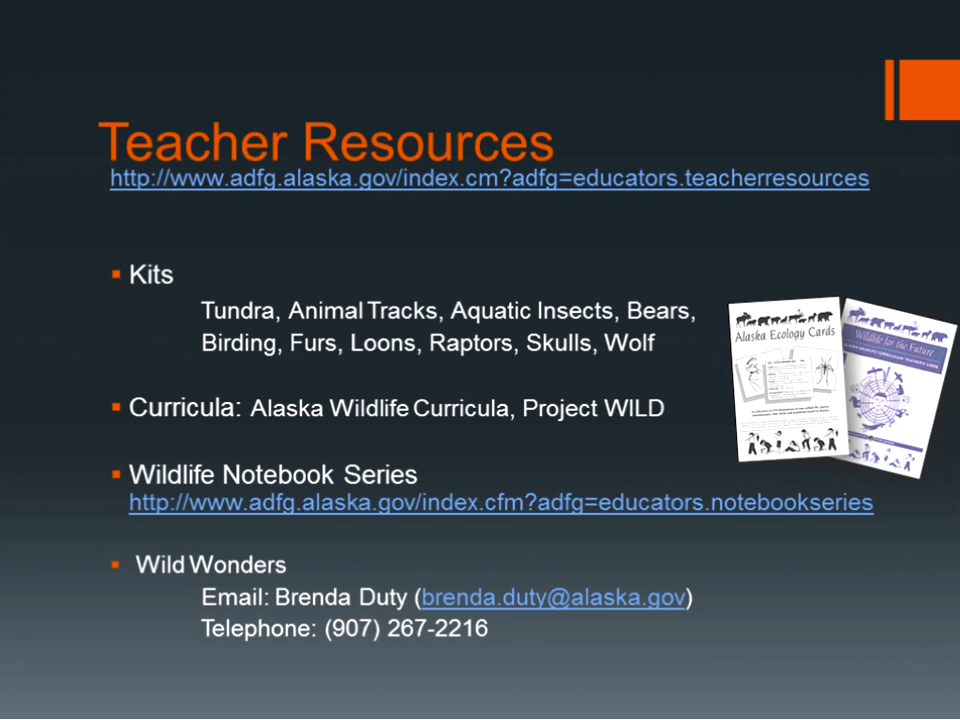 Teacher Resources
http://www.adfg.alaska.gov/index.cm?adfg=educators.teacherresources
▪ Kits
Tundra, Animal Tracks, Aquatic Insects, Bears,
Birding, Furs, Loons, Raptors, Skulls, Wolf
▪ Curricula: Alaska Wildlife Curricula, Project WILD
▪ Wildlife Notebook Series
http://www.adfg.alaska.gov/index.cfm?adfg=educators.notebookseries
▪ Wild Wonders
Email: Brenda Duty (brenda.duty@alaska.gov)
Telephone: (907) 267-2216
Alaska Ecology Cards
Wildlife for the Future